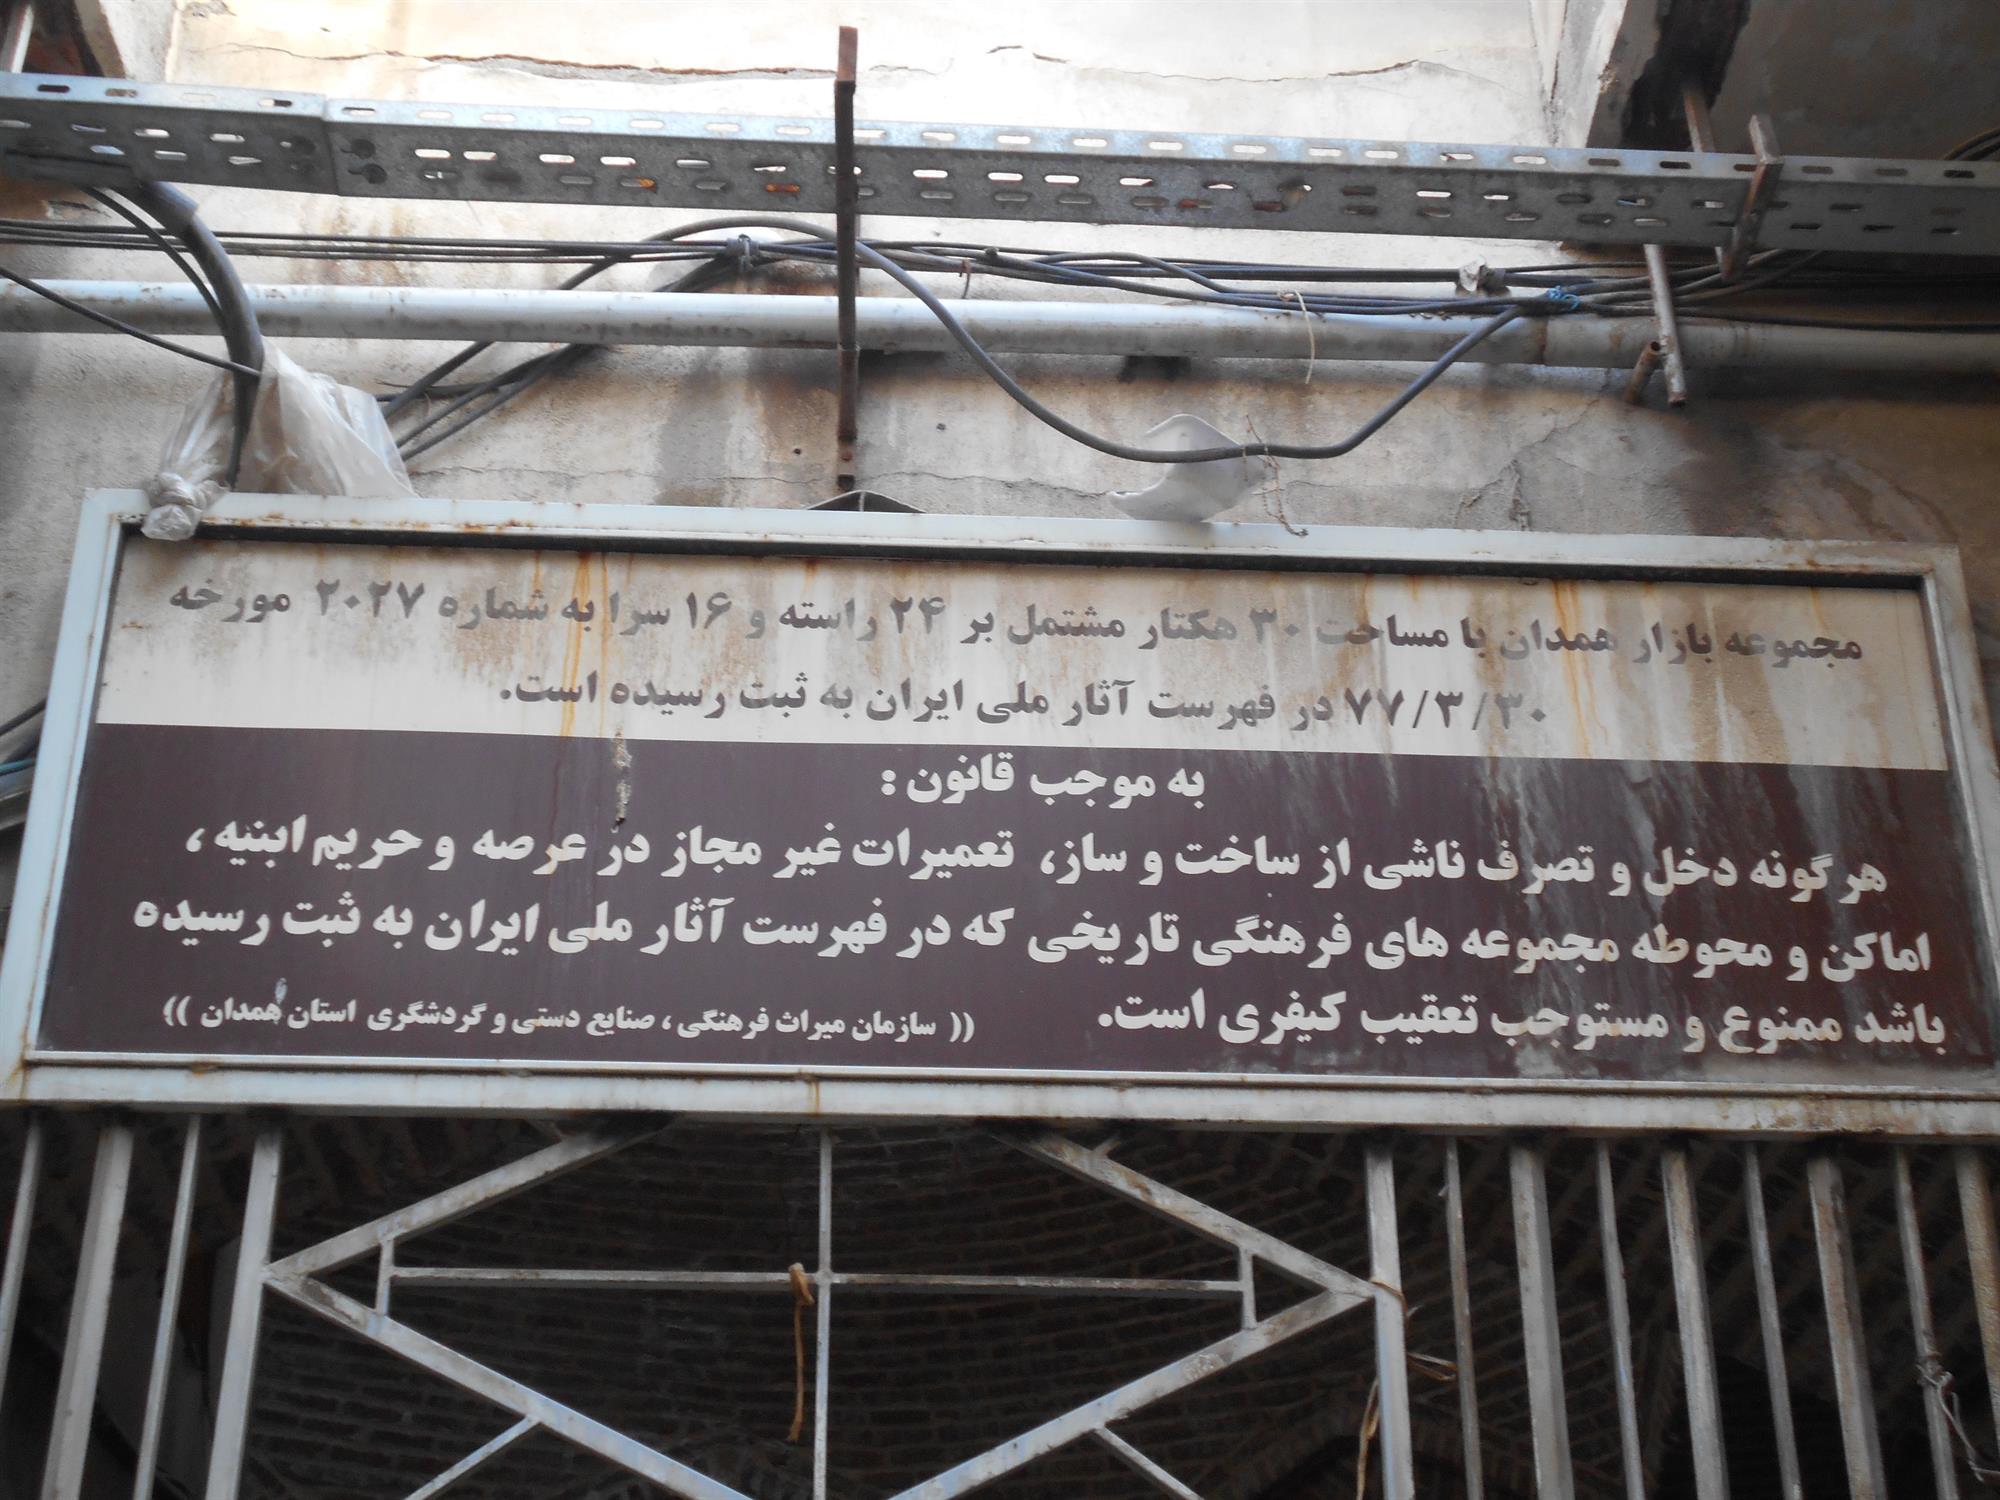 مجموعه بازار همدان با مساحت ۳۰ هکتار مشتمل بر ۲۴ راسته و ۱۶ سرا به شماره ۲۰۲۷ مورخه
۷۷/۳/۳۰ در فهرست آثار ملی ایران به ثبت رسیده است.
به موجب قانون :
هرگونه دخل و تصرف ناشی از ساخت و ساز، تعمیرات غیر مجاز در عرصه و حریم ابنیه ،
اماکن و محوطه مجموعه های فرهنگی تاریخی که در فهرست آثار ملی ایران به ثبت رسیده
باشد ممنوع و مستوجب تعقیب کیفری است.
(( سازمان میراث فرهنگی ، صنایع دستی و گردشگری استان همدان ))